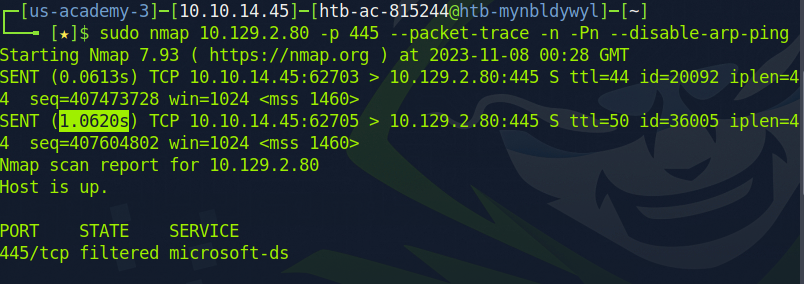 ┌─[us-academy-3]─[10.10.14.45]─[htb-ac-815244@htb-mynbldywyl]─[~]
└──╼ [★]$ sudo nmap 10.129.2.80 -p 445 --packet-trace -n -Pn --disable-arp-ping
Starting Nmap 7.93 ( https://nmap.org ) at 2023-11-08 00:28 GMT
SENT (0.0613s) TCP 10.10.14.45:62703 > 10.129.2.80:445 S ttl=44 id=20092 iplen=4
4  seq=407473728 win=1024 <mss 1460>
SENT (1.0620s) TCP 10.10.14.45:62705 > 10.129.2.80:445 S ttl=50 id=36005 iplen=4
4  seq=407604802 win=1024 <mss 1460>
Nmap scan report for 10.129.2.80
Host is up.
PORT    STATE    SERVICE
445/tcp filtered microsoft-ds